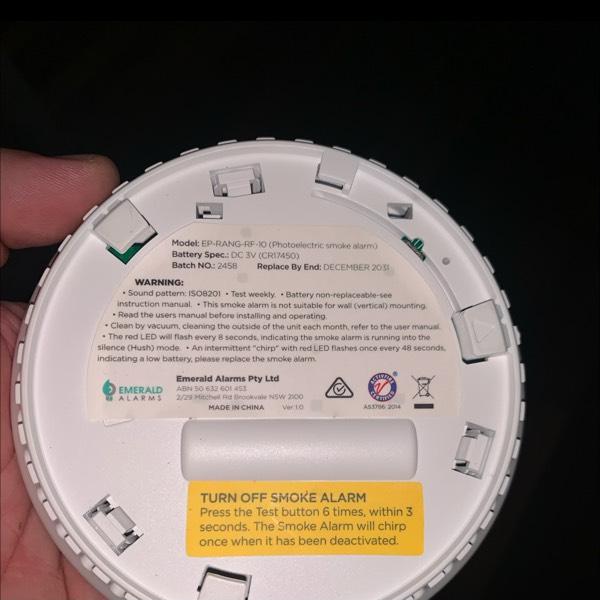 Model: EP-RANG-RF-10 (Photoelectric smoke alarm)
Battery Spec.: DC 3V (CR17450)
Batch NO.: 2458 Replace By End: DECEMBER 2031
WARNING:
• Sound pattern: ISO8201 • Test weekly. • Battery non-replaceable-see
instruction manual. • This smoke alarm is not suitable for wall (vertical) mounting.
• Read the users manual before installing and operating.
• Clean by vacuum, cleaning the outside of the unit each month, refer to the user manual.
• The red LED will flash every 8 seconds, indicating the smoke alarm is running into the
silence (Hush) mode. • An intermittent "chirp" with red LED flashes once every 48 seconds,
indicating a low battery, please replace the smoke alarm.
EMERALD
ALARMS
Emerald Alarms Pty Ltd
ABN 50 632 601 453
2/29 Mitchell Rd Brookvale NSW 2100
MADE IN CHINA Ver:1.0
AS3786: 2014
TURN OFF SMOKE ALARM
Press the Test button 6 times, within 3
seconds. The Smoke Alarm will chirp
once when it has been deactivated.